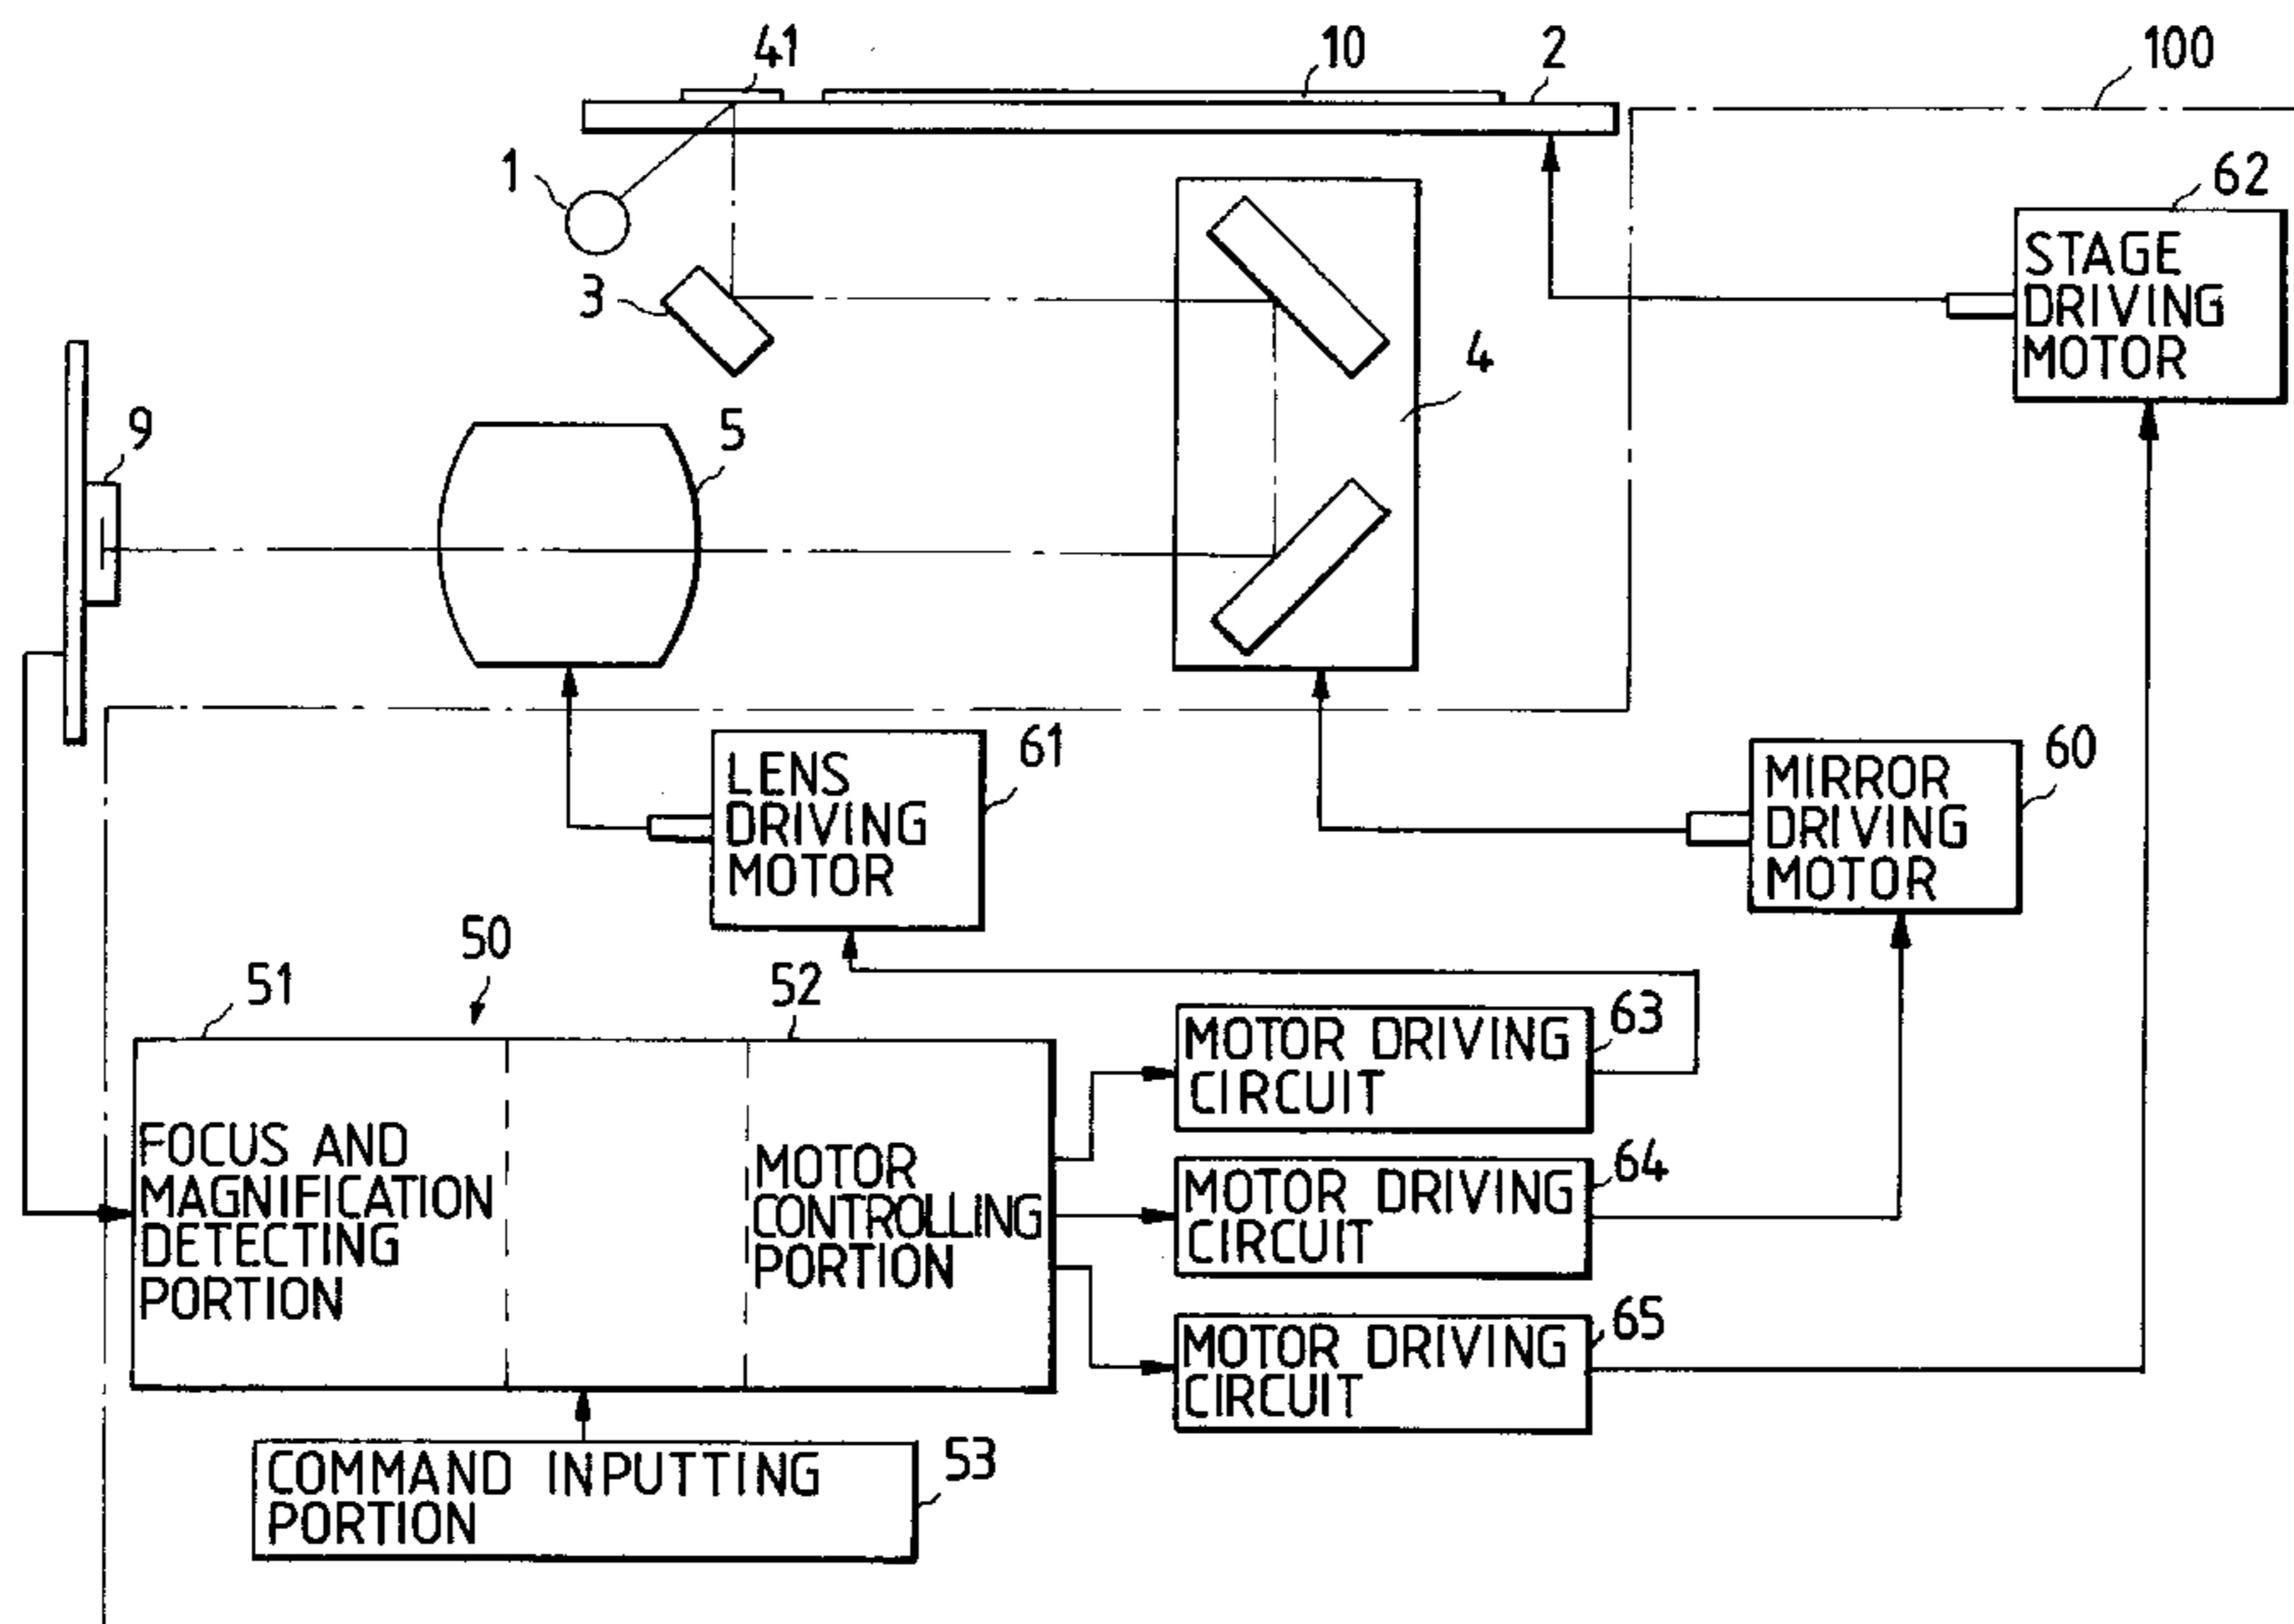 41
10
2
100
1
62
STAGE
DRIVING
MOTOR
3
4
9
5
61
LENS
DRIVING
MOTOR
60
MIRROR
DRIVING
MOTOR
50
51
52
63
MOTOR DRIVING
CIRCUIT
FOCUS AND
MAGNIFICATION
DETECTING
PORTION
MOTOR
CONTROLLING
PORTION
64
MOTOR DRIVING
CIRCUIT
65
MOTOR DRIVING
CIRCUIT
COMMAND INPUTTING
PORTION
53